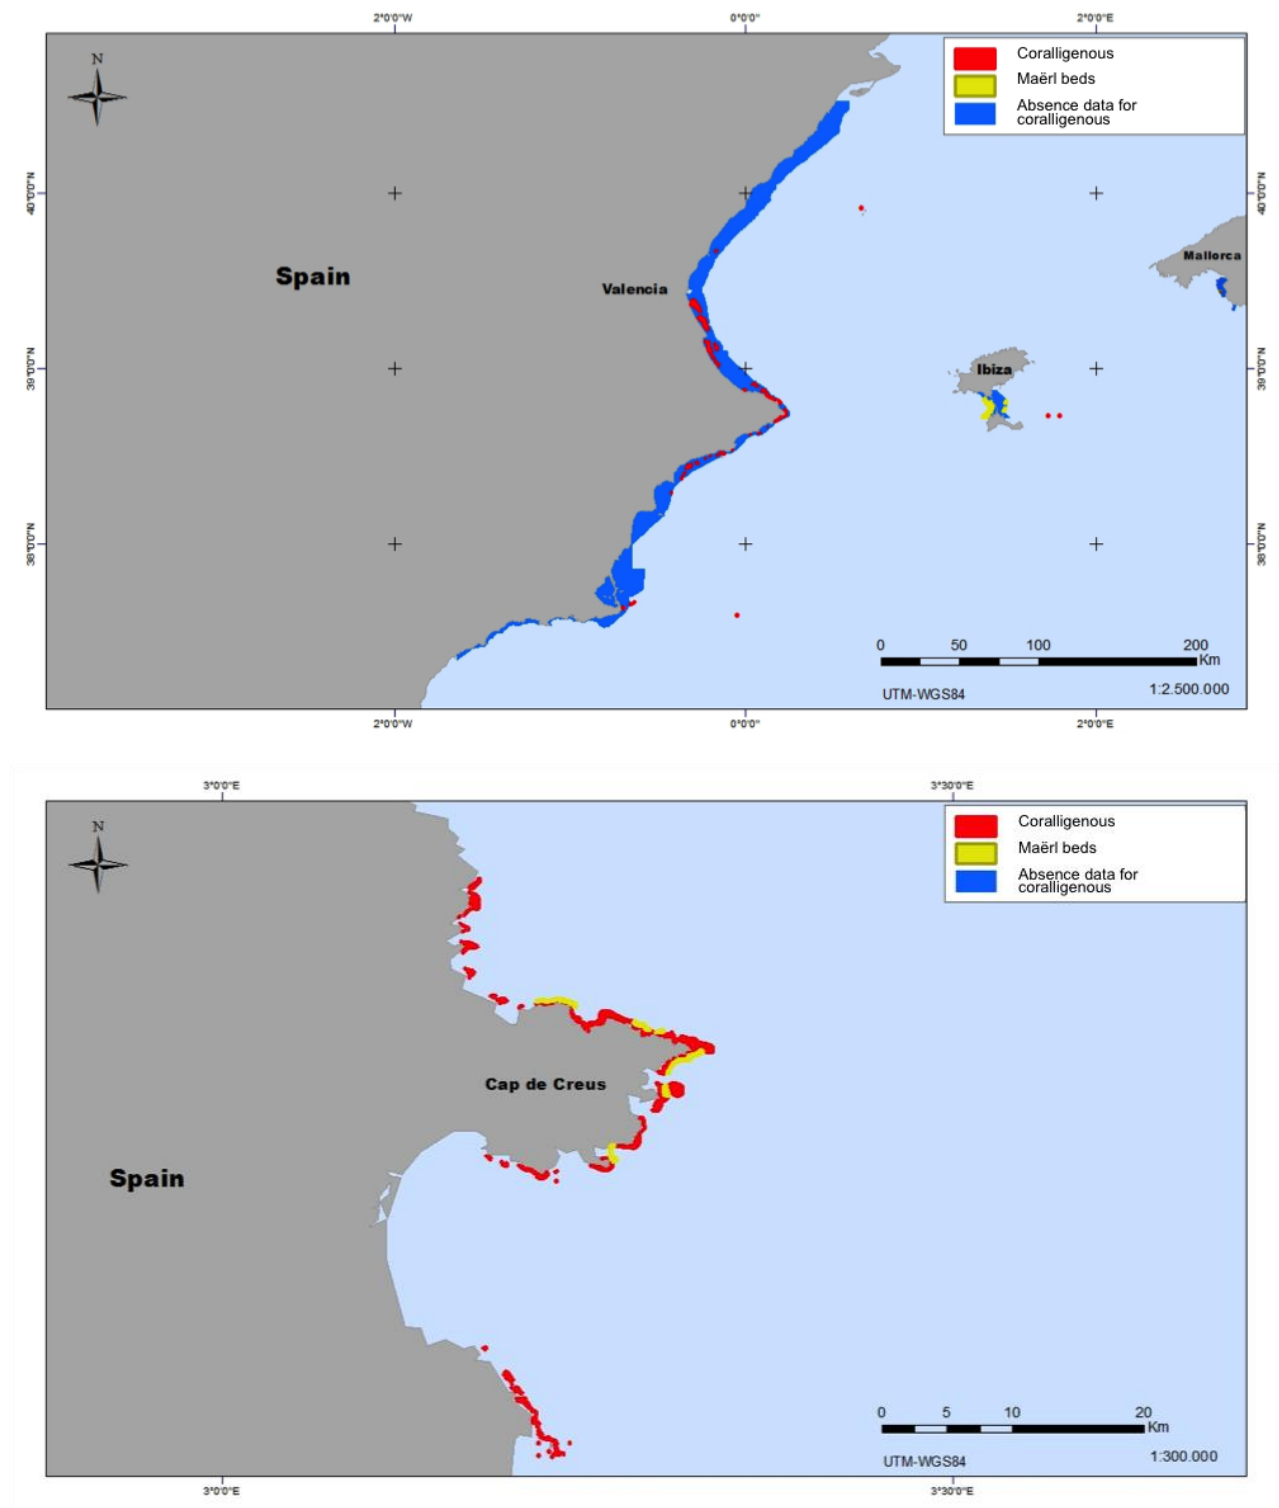 2°0'0"W 0°0'0" 2°0'0"E
N
Coralligenous
Maërl beds
Absence data for
coralligenous
40°0'0"N 40°0'0"N
Spain
Valencia
Mallorca
39°0'0"N 39°0'0"N
Ibiza
38°0'0"N 38°0'0"N
0 50 100 200
Km
UTM-WGS84 1:2.500.000
2°0'0"W 0°0'0" 2°0'0"E
3°0'0"E 3°30'0"E
N
Coralligenous
Maërl beds
Absence data for
coralligenous
Cap de Creus
Spain
0 5 10 20
Km
UTM-WGS84 1:300.000
3°0'0"E 3°30'0"E